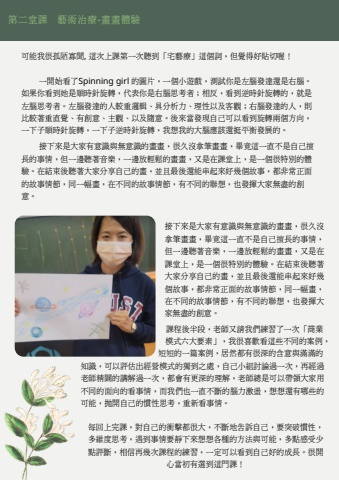 第二堂課　藝術治療-畫畫體驗
可能我很孤陋寡聞, 這次上課第一次聽到「宅藝療」這個詞，但覺得好貼切喔！
一開始看了Spinning girl 的圖片，一個小遊戲，測試你是左腦發達還是右腦。
如果你看到她是順時針旋轉，代表你是右腦思考者；相反，看到逆時針旋轉的，就是
左腦思考者。左腦發達的人較重邏輯、具分析力、理性以及客觀；右腦發達的人，則
比較著重直覺、有創意、主觀、以及隨意。後來當發現自己可以看到旋轉兩個方向，
一下子順時針旋轉，一下子逆時針旋轉，我想我的大腦應該還挺平衡發展的。
接下來是大家有意識與無意識的畫畫，很久沒拿筆畫畫，畢竟這一直不是自己擅
長的事情，但一邊聽著音樂，一邊放輕鬆的畫畫，又是在課堂上，是一個很特別的體
驗。在結束後聽著大家分享自己的畫，並且最後還能串起來好幾個故事，都非常正面
的故事情節，同一幅畫，在不同的故事情節，有不同的聯想，也發揮大家無盡的創
意。
接下來是大家有意識與無意識的畫畫，很久沒
拿筆畫畫，畢竟這一直不是自己擅長的事情，
但一邊聽著音樂，一邊放輕鬆的畫畫，又是在
課堂上，是一個很特別的體驗。在結束後聽著
大家分享自己的畫，並且最後還能串起來好幾
個故事，都非常正面的故事情節，同一幅畫，
在不同的故事情節，有不同的聯想，也發揮大
家無盡的創意。
課程後半段，老師又請我們練習了一次「商業
模式六大要素」，我很喜歡看這些不同的案例，
短短的一篇案例，居然都有很深的含意與滿滿的
知識，可以評估出經營模式的獨到之處，自己小組討論過一次，再經過
老師精闢的講解過一次，都會有更深的理解，老師總是可以帶領大家用
不同的面向的看事情，而我們也一直不斷的腦力激盪，想想還有哪些的
可能，拋開自己的慣性思考，重新看事情。
每回上完課，對自己的衝擊都很大，不斷地告訴自己，要突破慣性，
多維度思考，遇到事情要靜下來想想各種的方法與可能，多點感受少
點評斷，相信再幾次課程的練習，一定可以看到自己好的成長。很開
心當初有選到這門課！